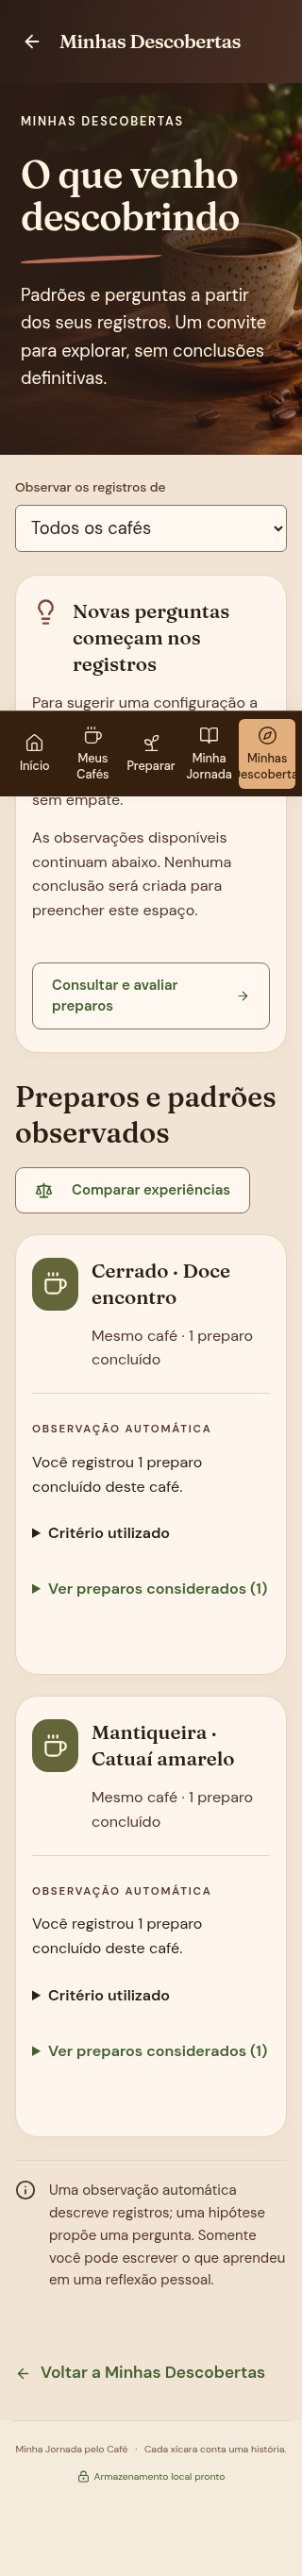 Minhas Descobertas
MINHAS DESCOBERTAS
O que venho
descobrindo
Padrões e perguntas a partir
dos seus registros. Um convite
para explorar, sem conclusões
definitivas.
Observar os registros de
Todos os cafés
Novas perguntas
começam nos
registros
Para sugerir uma configuração a
Início
Meus
Cafés
Preparar
Minha
Jornada
Minhas
Descoberta
sem empate.
As observações disponíveis
continuam abaixo. Nenhuma
conclusão será criada para
preencher este espaço.
Consultar e avaliar
preparos
Preparos e padrões
observados
Comparar experiências
Cerrado · Doce
encontro
Mesmo café · 1 preparo
concluído
OBSERVAÇÃO AUTOMÁTICA
Você registrou 1 preparo
concluído deste café.
Critério utilizado
Ver preparos considerados (1)
Mantiqueira ·
Catuaí amarelo
Mesmo café · 1 preparo
concluído
OBSERVAÇÃO AUTOMÁTICA
Você registrou 1 preparo
concluído deste café.
Critério utilizado
Ver preparos considerados (1)
Uma observação automática
descreve registros; uma hipótese
propõe uma pergunta. Somente
você pode escrever o que aprendeu
em uma reflexão pessoal.
Voltar a Minhas Descobertas
Minha Jornada pelo Café · Cada xícara conta uma história.
Armazenamento local pronto